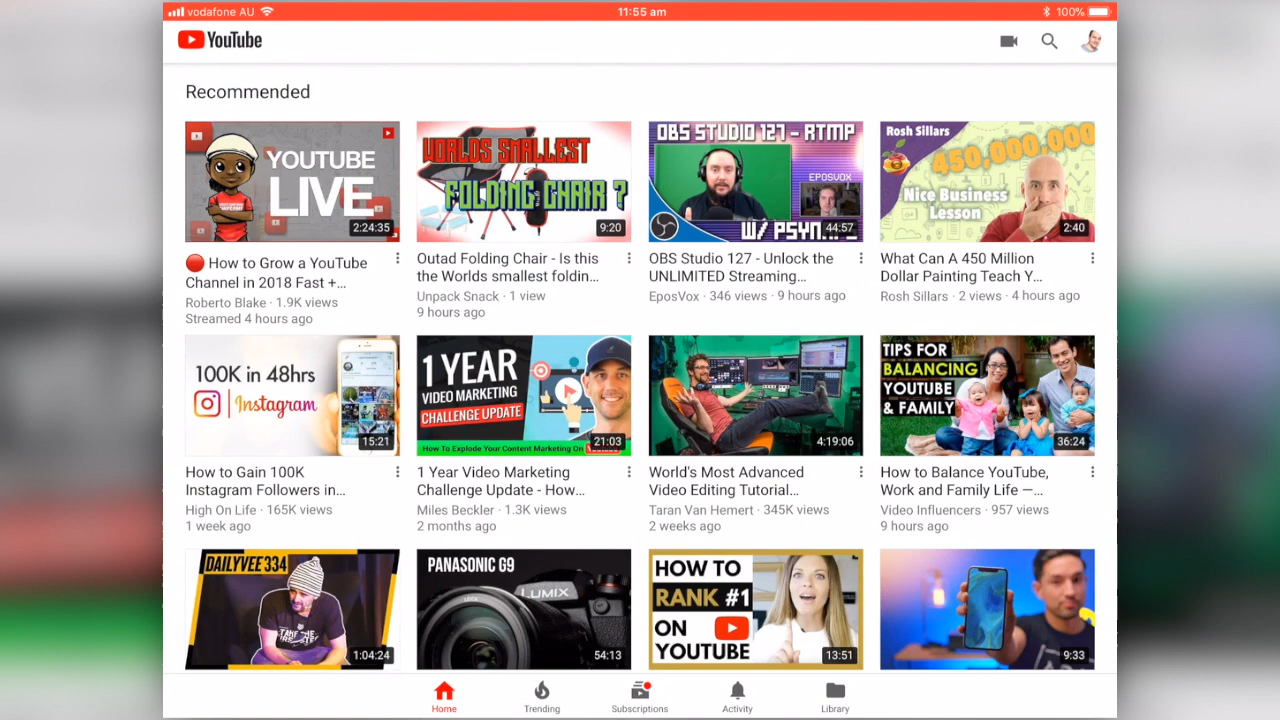 vodafone AU
11:55 am
100%
YouTube
Recommended
YOUTUBE
LIVE
2:24:35
WORLDS SMALLEST
FOLDING CHAIR ?
9:20
OBS STUDIO 127 - RTMP
EPOSVOX
W/ PSYN
44:57
Rosh Sillars
450,000,000
Nice Business
Lesson
2:40
How to Grow a YouTube
Channel in 2018 Fast +...
Roberto Blake · 1.9K views
Streamed 4 hours ago
Outad Folding Chair - Is this
the Worlds smallest foldin...
Unpack Snack · 1 view
9 hours ago
OBS Studio 127 - Unlock the
UNLIMITED Streaming...
EposVox · 346 views · 9 hours ago
What Can A 450 Million
Dollar Painting Teach Y...
Rosh Sillars · 2 views · 4 hours ago
100K in 48hrs
Instagram
15:21
1 YEAR
VIDEO MARKETING
CHALLENGE UPDATE
How To Explode Your Content Marketing On
21:03
4:19:06
TIPS FOR
BALANCING
YOUTUBE
& FAMILY
36:24
How to Gain 100K
Instagram Followers in...
High On Life · 165K views
1 week ago
1 Year Video Marketing
Challenge Update - How...
Miles Beckler · 1.3K views
2 months ago
World's Most Advanced
Video Editing Tutorial...
Taran Van Hemert · 345K views
2 weeks ago
How to Balance YouTube,
Work and Family Life —...
Video Influencers · 957 views
9 hours ago
DAILYVEE 334
1:04:24
PANASONIC G9
LUMIX
54:13
HOW TO
RANK #1
ON
YOUTUBE
13:51
9:33
Home
Trending
Subscriptions
Activity
Library